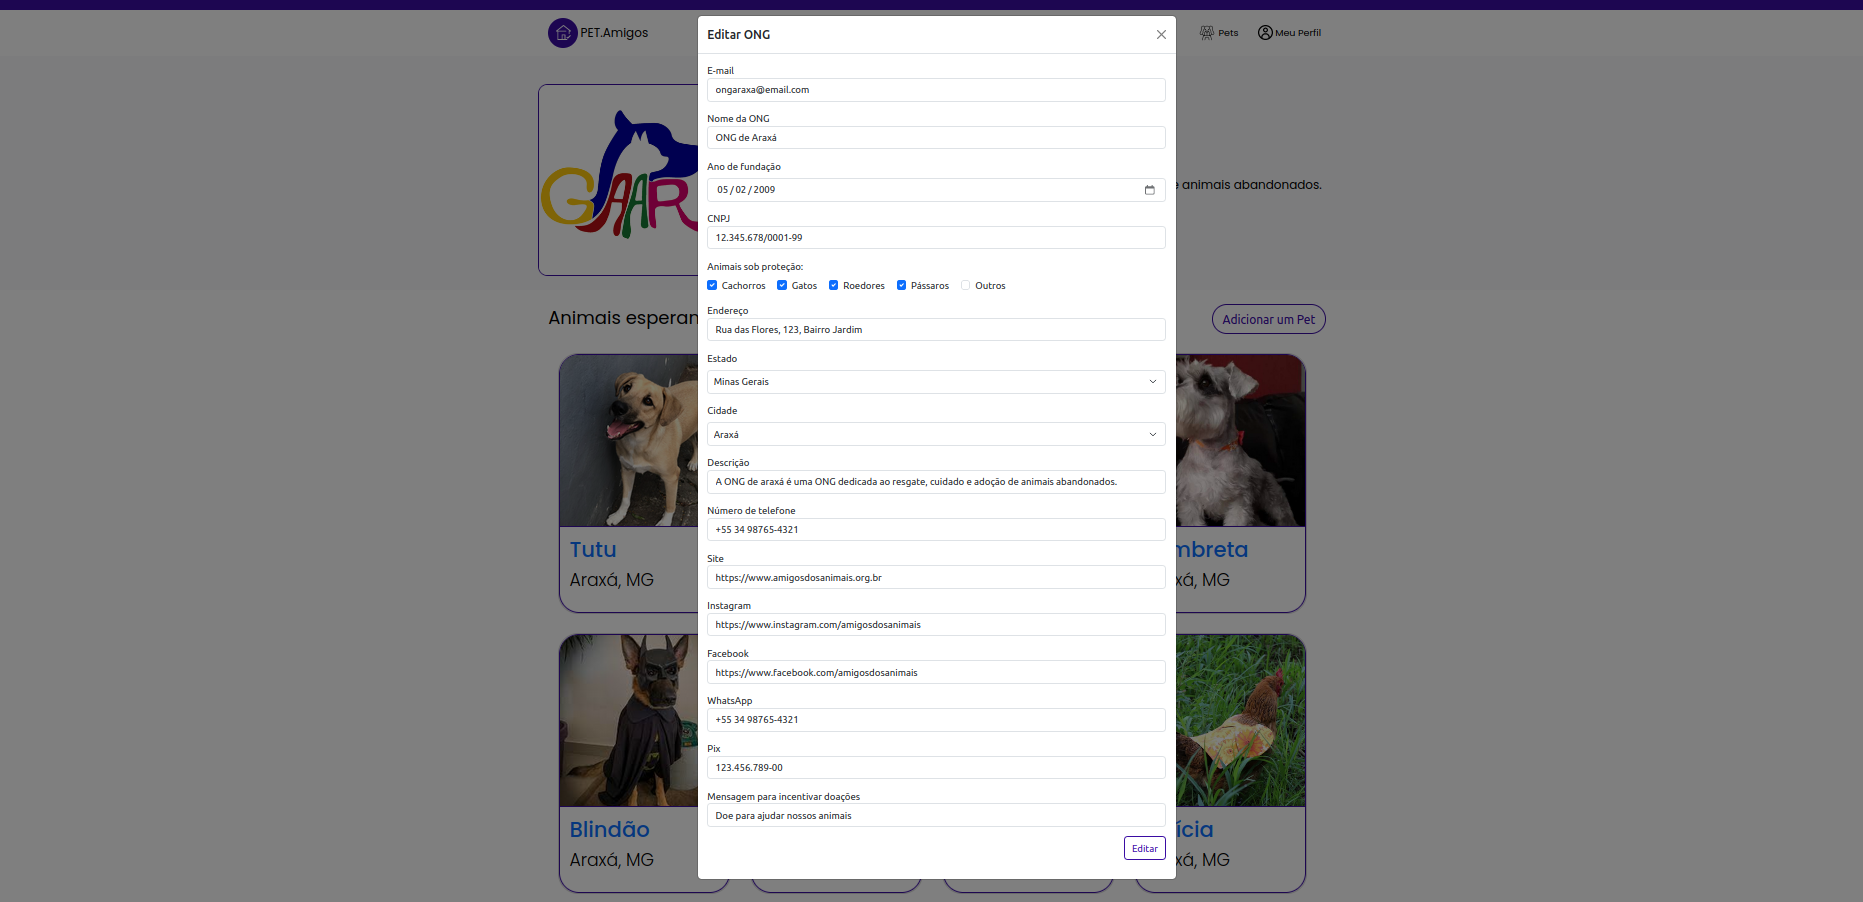 PET.Amigos
Pets
Meu Perfil
GAAR
e animais abandonados.
Animais esperan
Adicionar um Pet
Tutu
Araxá, MG
mbreta
xá, MG
Blindão
Araxá, MG
ícia
xá, MG
Editar ONG
E-mail
ongaraxa@email.com
Nome da ONG
ONG de Araxá
Ano de fundação
05/02/2009
CNPJ
12.345.678/0001-99
Animais sob proteção:
Cachorros Gatos Roedores Pássaros Outros
Endereço
Rua das Flores, 123, Bairro Jardim
Estado
Minas Gerais
Cidade
Araxá
Descrição
A ONG de araxá é uma ONG dedicada ao resgate, cuidado e adoção de animais abandonados.
Número de telefone
+55 34 98765-4321
Site
https://www.amigosdosanimais.org.br
Instagram
https://www.instagram.com/amigosdosanimais
Facebook
https://www.facebook.com/amigosdosanimais
WhatsApp
+55 34 98765-4321
Pix
123.456.789-00
Mensagem para incentivar doações
Doe para ajudar nossos animais
Editar